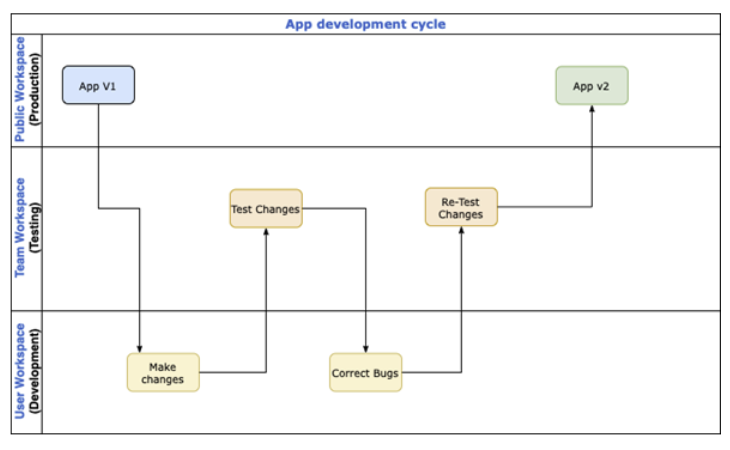 App development cycle
Public Workspace
(Production)
App V1
App v2
Team Workspace
(Testing)
Test Changes
Re-Test
Changes
User Workspace
(Development)
Make
changes
Correct Bugs